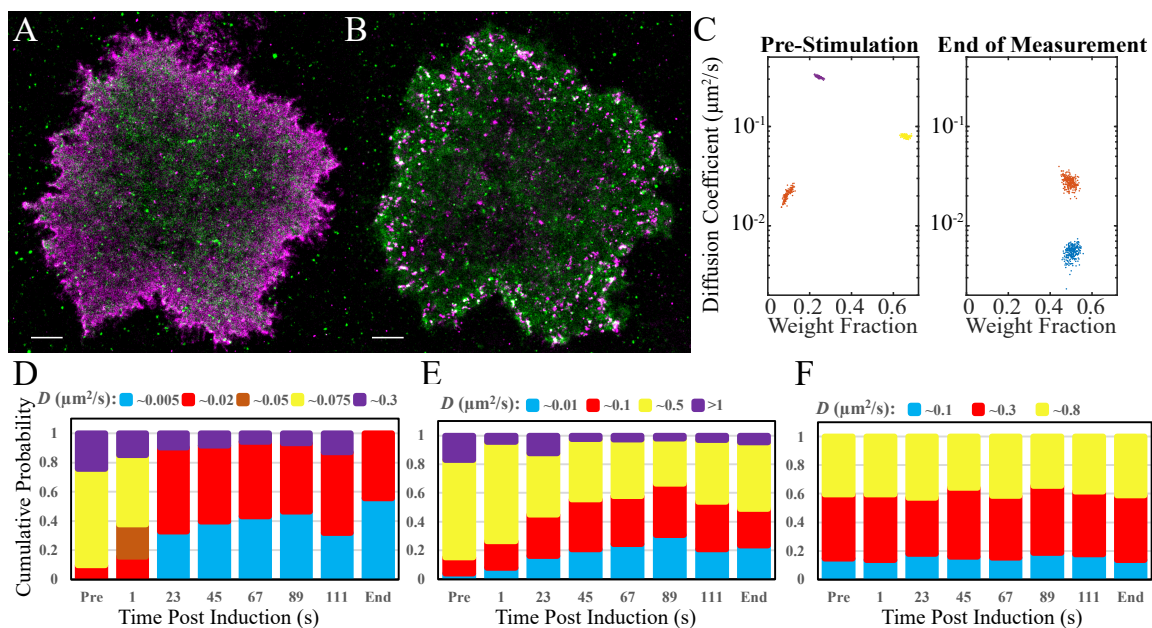 A
B
C
Pre-Stimulation
End of Measurement
Diffusion Coefficient (µm²/s)
10⁻¹
10⁻²
10⁻¹
10⁻²
0 0.2 0.4 0.6
0 0.2 0.4 0.6
Weight Fraction
Weight Fraction
D
D (µm²/s): ~0.005 ~0.02 ~0.05 ~0.075 ~0.3
Cumulative Probability
1
0.8
0.6
0.4
0.2
0
Pre 1 23 45 67 89 111 End
Time Post Induction (s)
E
D (µm²/s): ~0.01 ~0.1 ~0.5 >1
1
0.8
0.6
0.4
0.2
0
Pre 1 23 45 67 89 111 End
Time Post Induction (s)
F
D (µm²/s): ~0.1 ~0.3 ~0.8
1
0.8
0.6
0.4
0.2
0
Pre 1 23 45 67 89 111 End
Time Post Induction (s)